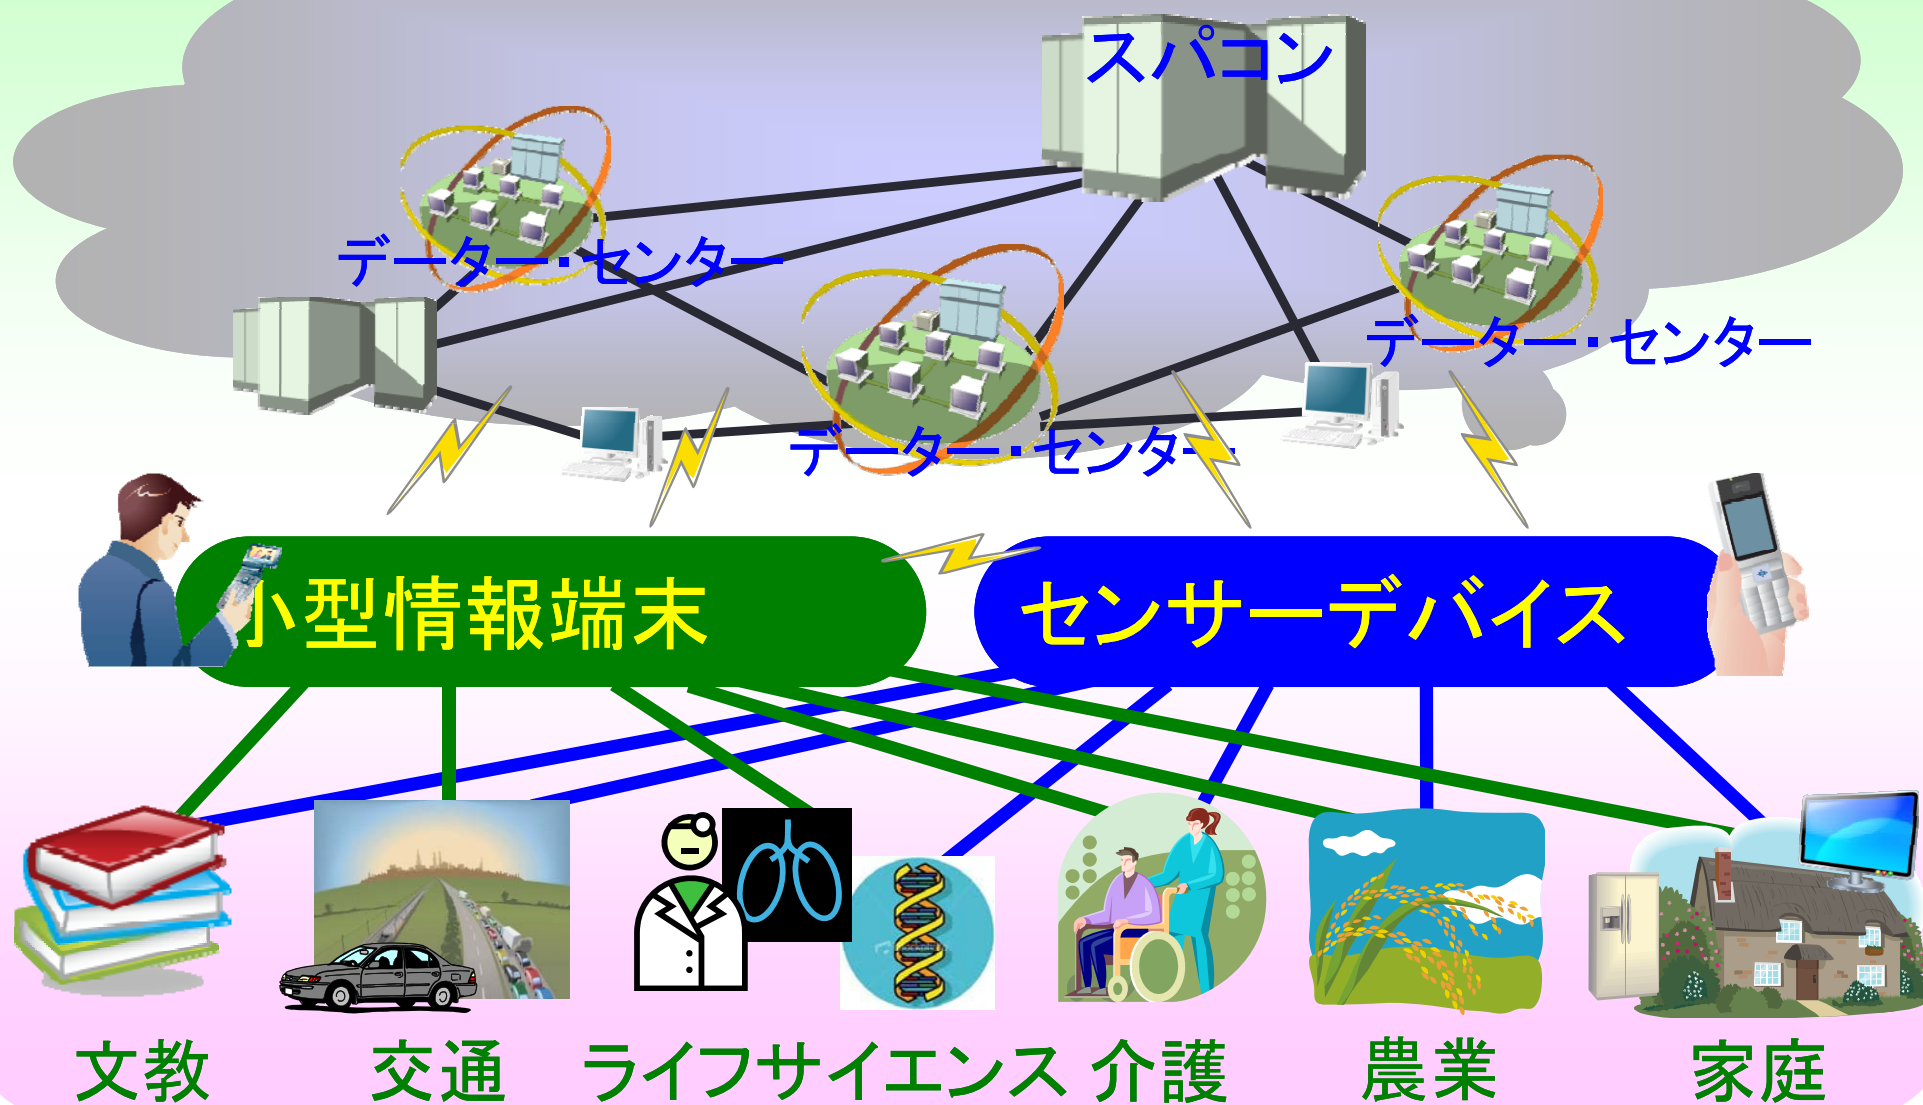 スパコン
データー・センター
データー・センター
データー・センター
小型情報端末
センサーデバイス
文教
交通
ライフサイエンス
介護
農業
家庭